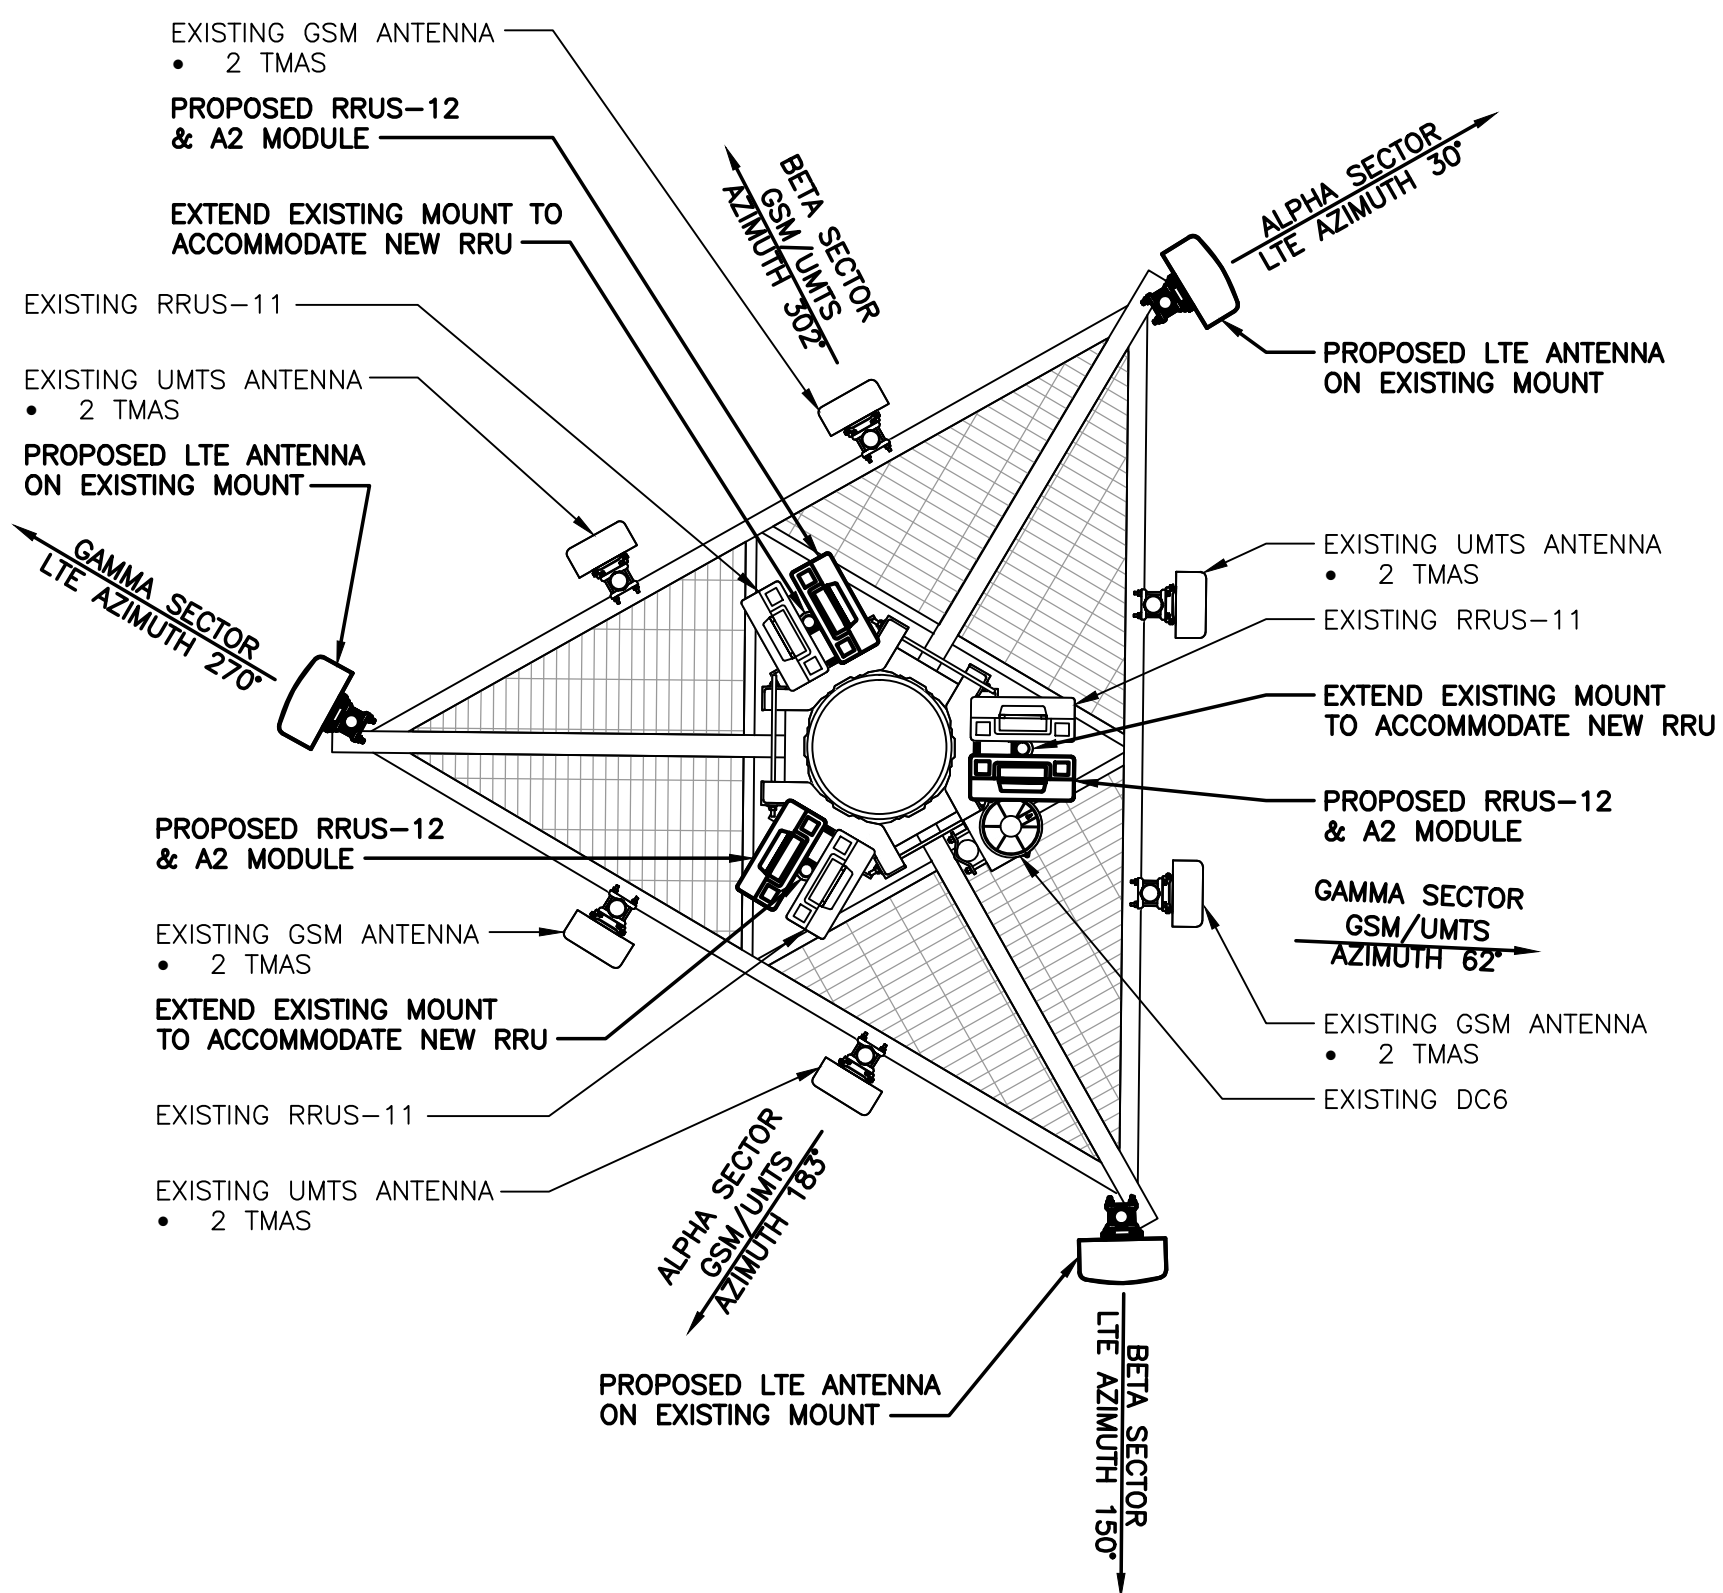 EXISTING GSM ANTENNA
• 2 TMAS
PROPOSED RRUS-12
& A2 MODULE
EXTEND EXISTING MOUNT TO
ACCOMMODATE NEW RRU
EXISTING RRUS-11
EXISTING UMTS ANTENNA
• 2 TMAS
PROPOSED LTE ANTENNA
ON EXISTING MOUNT
GAMMA SECTOR
LTE AZIMUTH 270°
BETA SECTOR
GSM/UMTS
AZIMUTH 302°
ALPHA SECTOR
LTE AZIMUTH 30°
PROPOSED LTE ANTENNA
ON EXISTING MOUNT
EXISTING UMTS ANTENNA
• 2 TMAS
EXISTING RRUS-11
EXTEND EXISTING MOUNT
TO ACCOMMODATE NEW RRU
PROPOSED RRUS-12
& A2 MODULE
GAMMA SECTOR
GSM/UMTS
AZIMUTH 62°
EXISTING GSM ANTENNA
• 2 TMAS
EXISTING DC6
PROPOSED RRUS-12
& A2 MODULE
EXISTING GSM ANTENNA
• 2 TMAS
EXTEND EXISTING MOUNT
TO ACCOMMODATE NEW RRU
EXISTING RRUS-11
EXISTING UMTS ANTENNA
• 2 TMAS
ALPHA SECTOR
GSM/UMTS
AZIMUTH 183°
PROPOSED LTE ANTENNA
ON EXISTING MOUNT
BETA SECTOR
LTE AZIMUTH 150°